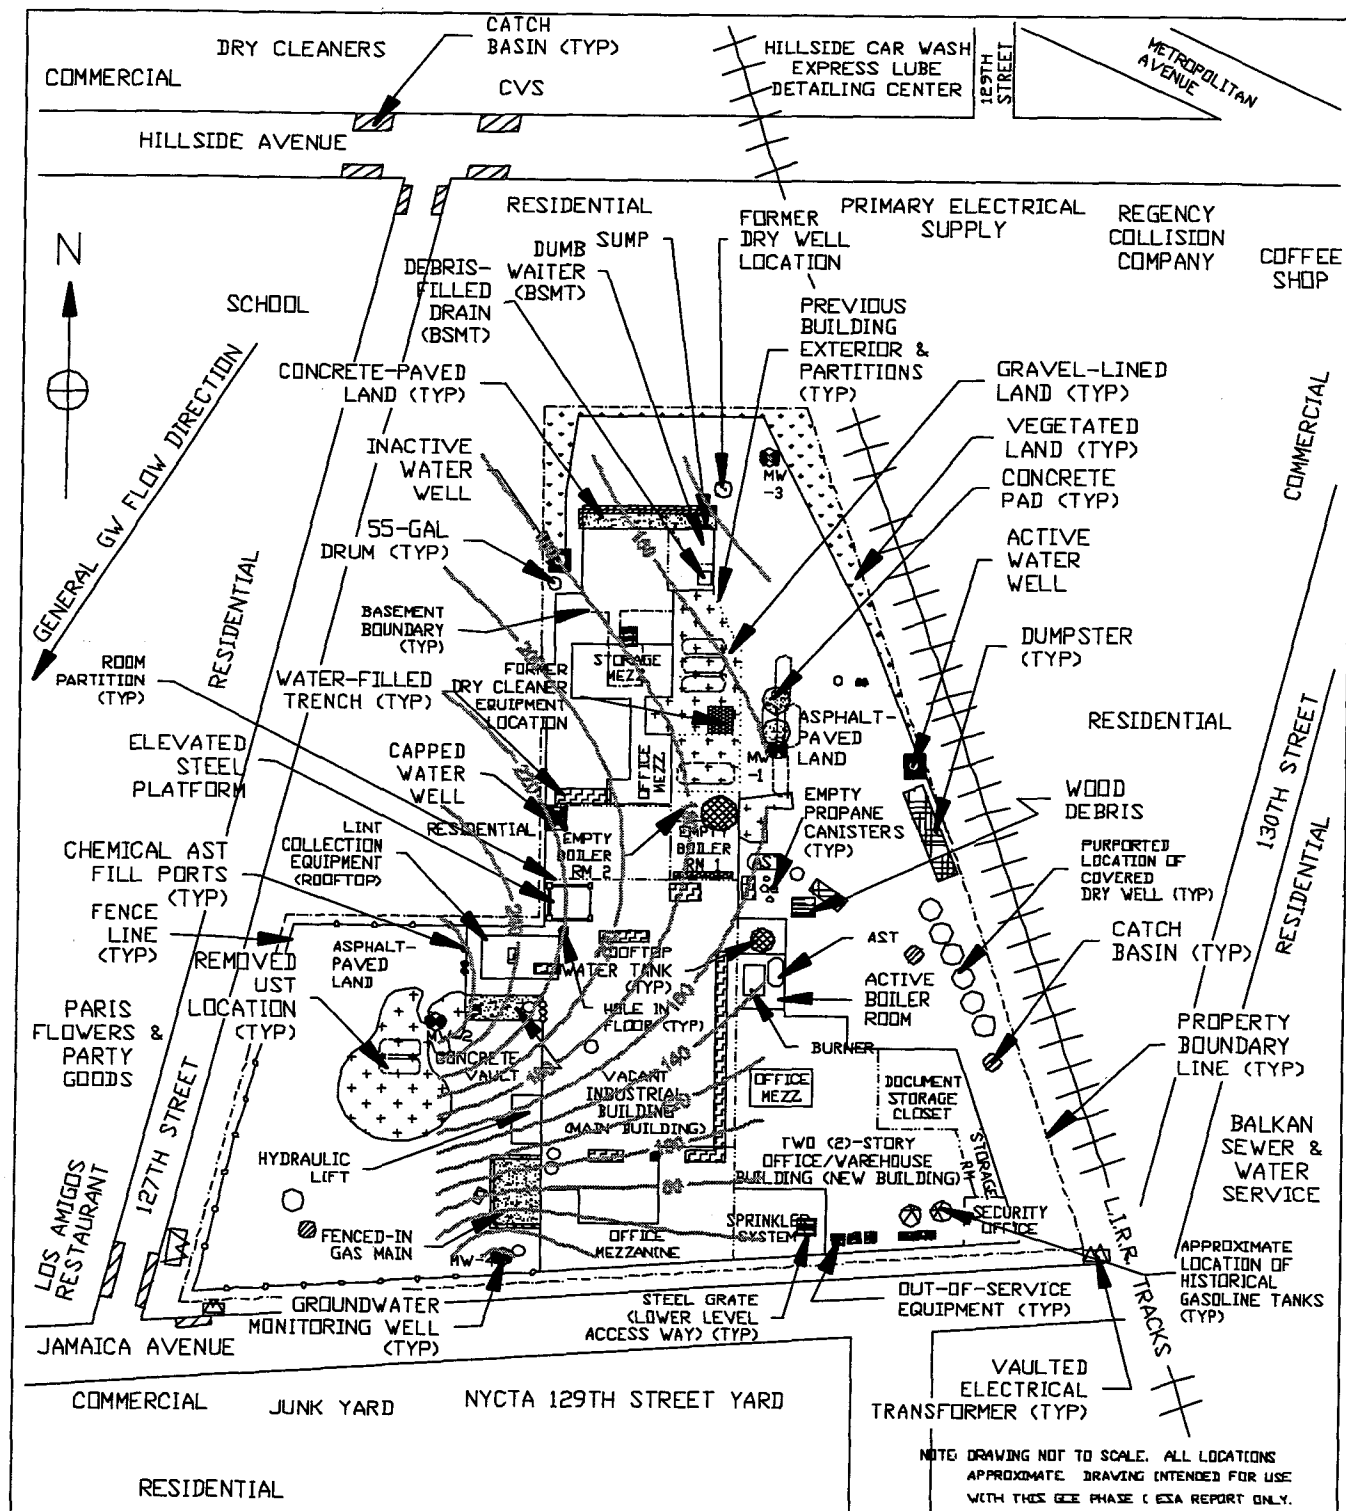 DRY CLEANERS
CATCH
BASIN (TYP)
COMMERCIAL
CVS
HILLSIDE CAR WASH
EXPRESS LUBE
DETAILING CENTER
129TH
STREET
METROPOLITAN
AVENUE
HILLSIDE AVENUE
N
SCHOOL
GENERAL GW FLOW DIRECTION
RESIDENTIAL
DUMB
WAITER
(BSMT)
SUMP
FORMER
DRY WELL
LOCATION
PRIMARY ELECTRICAL
SUPPLY
REGENCY
COLLISION
COMPANY
COFFEE
SHOP
DEBRIS-
FILLED
DRAIN
(BSMT)
PREVIOUS
BUILDING
EXTERIOR &
PARTITIONS
(TYP)
CONCRETE-PAVED
LAND (TYP)
GRAVEL-LINED
LAND (TYP)
COMMERCIAL
INACTIVE
WATER
WELL
VEGETATED
LAND (TYP)
CONCRETE
PAD (TYP)
MW
-3
55-GAL
DRUM (TYP)
ACTIVE
WATER
WELL
RESIDENTIAL
BASEMENT
BOUNDARY
(TYP)
DUMPSTER
(TYP)
ROOM
PARTITION
(TYP)
STORAGE
MEZZ
WATER-FILLED
TRENCH (TYP)
FORMER
DRY CLEANER
EQUIPMENT
LOCATION
ASPHALT-
PAVED
LAND
RESIDENTIAL
ELEVATED
STEEL
PLATFORM
CAPPED
WATER
WELL
OFFICE
MEZZ
MW
-1
130TH STREET
WOOD
DEBRIS
EMPTY
PROPANE
CANISTERS
(TYP)
LINT
COLLECTION
EQUIPMENT
(ROOFTOP)
RESIDENTIAL
EMPTY
BOILER
RM 2
EMPTY
BOILER
RN 1
AST
PURPORTED
LOCATION OF
COVERED
DRY WELL (TYP)
CHEMICAL AST
FILL PORTS
(TYP)
RESIDENTIAL
FENCE
LINE
(TYP)
CATCH
BASIN (TYP)
ASPHALT-
PAVED
LAND
ROOFTOP
WATER TANK
(TYP)
AST
REMOVED
UST
LOCATION
(TYP)
ACTIVE
BOILER
ROOM
HOLE IN
FLOOR (TYP)
BURNER
PARIS
FLOWERS &
PARTY
GOODS
PROPERTY
BOUNDARY
LINE (TYP)
MW-2
CONCRETE
VAULT
VACANT
INDUSTRIAL
BUILDING
(MAIN BUILDING)
OFFICE
MEZZ
DOCUMENT
STORAGE
CLOSET
127TH STREET
HYDRAULIC
LIFT
TWO (2)-STORY
OFFICE/WAREHOUSE
BUILDING (NEW BUILDING)
STORAGE
RM
BALKAN
SEWER &
WATER
SERVICE
LOS AMIGOS
RESTAURANT
FENCED-IN
GAS MAIN
OFFICE
MEZZANINE
SPRINKLER
SYSTEM
SECURITY
OFFICE
L.I.R.R. TRACKS
APPROXIMATE
LOCATION OF
HISTORICAL
GASOLINE TANKS
(TYP)
MW-4
GROUNDWATER
MONITORING WELL
(TYP)
STEEL GRATE
(LOWER LEVEL
ACCESS WAY) (TYP)
OUT-OF-SERVICE
EQUIPMENT (TYP)
JAMAICA AVENUE
VAULTED
ELECTRICAL
TRANSFORMER (TYP)
COMMERCIAL
JUNK YARD
NYCTA 129TH STREET YARD
RESIDENTIAL
NOTE: DRAWING NOT TO SCALE. ALL LOCATIONS
APPROXIMATE. DRAWING INTENDED FOR USE
WITH THIS GCE PHASE I ESA REPORT ONLY.
160
160
140
80